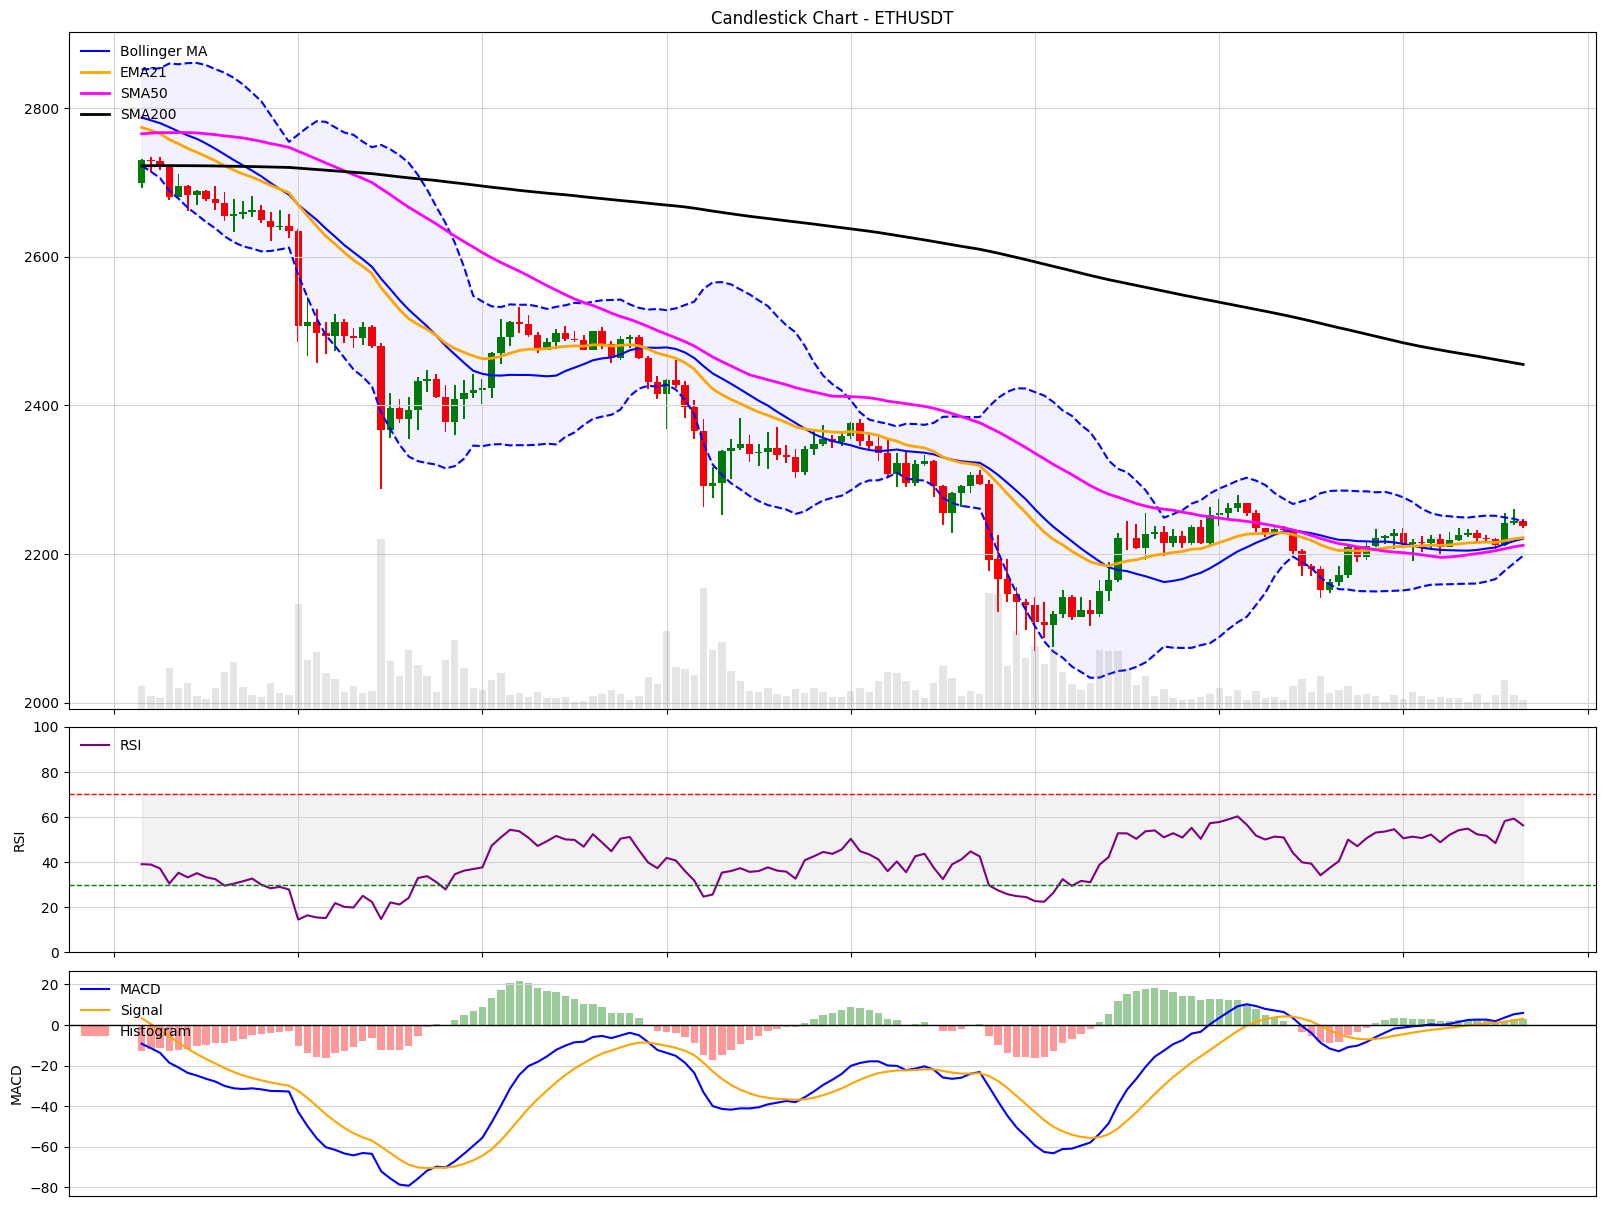 Candlestick Chart - ETHUSDT
Bollinger MA
EMA21
SMA50
SMA200
2800
2600
2400
2200
2000
100
80
60
40
20
0
RSI
RSI
20
0
−20
−40
−60
−80
MACD
MACD
Signal
Histogram